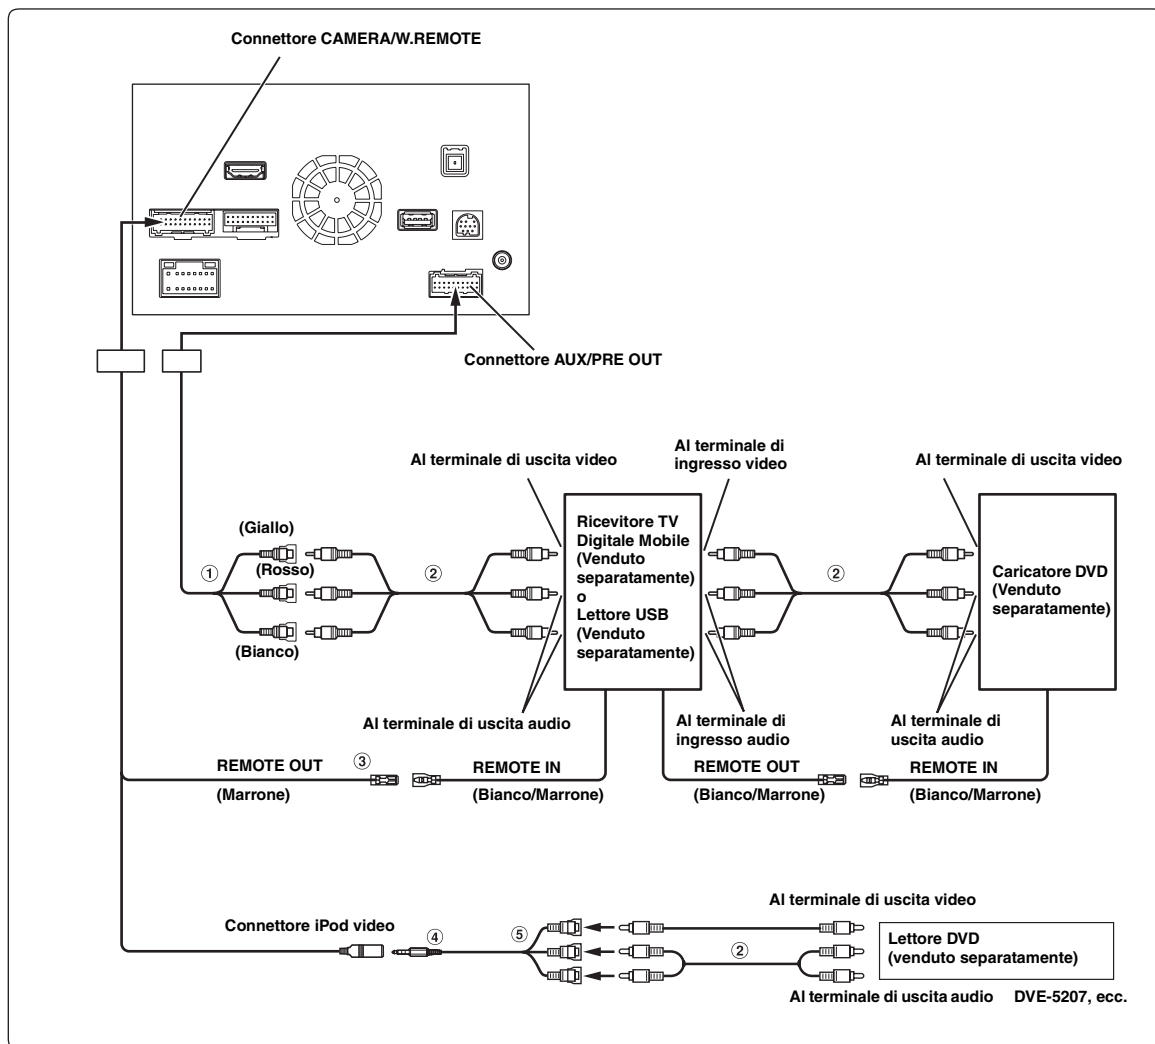 Connettore CAMERA/W.REMOTE
Connettore AUX/PRE OUT
Al terminale di uscita video
Al terminale di
ingresso video
Al terminale di uscita video
(Giallo)
(Rosso)
(Bianco)
①
②
Ricevitore TV
Digitale Mobile
(Venduto
separatamente)
o
Lettore USB
(Venduto
separatamente)
②
Caricatore DVD
(Venduto
separatamente)
Al terminale di uscita audio
Al terminale di
ingresso audio
Al terminale di
uscita audio
REMOTE OUT
(Marrone)
③
REMOTE IN
(Bianco/Marrone)
REMOTE OUT
(Bianco/Marrone)
REMOTE IN
(Bianco/Marrone)
Connettore iPod video
④
⑤
Al terminale di uscita video
②
Lettore DVD
(venduto separatamente)
Al terminale di uscita audio
DVE-5207, ecc.